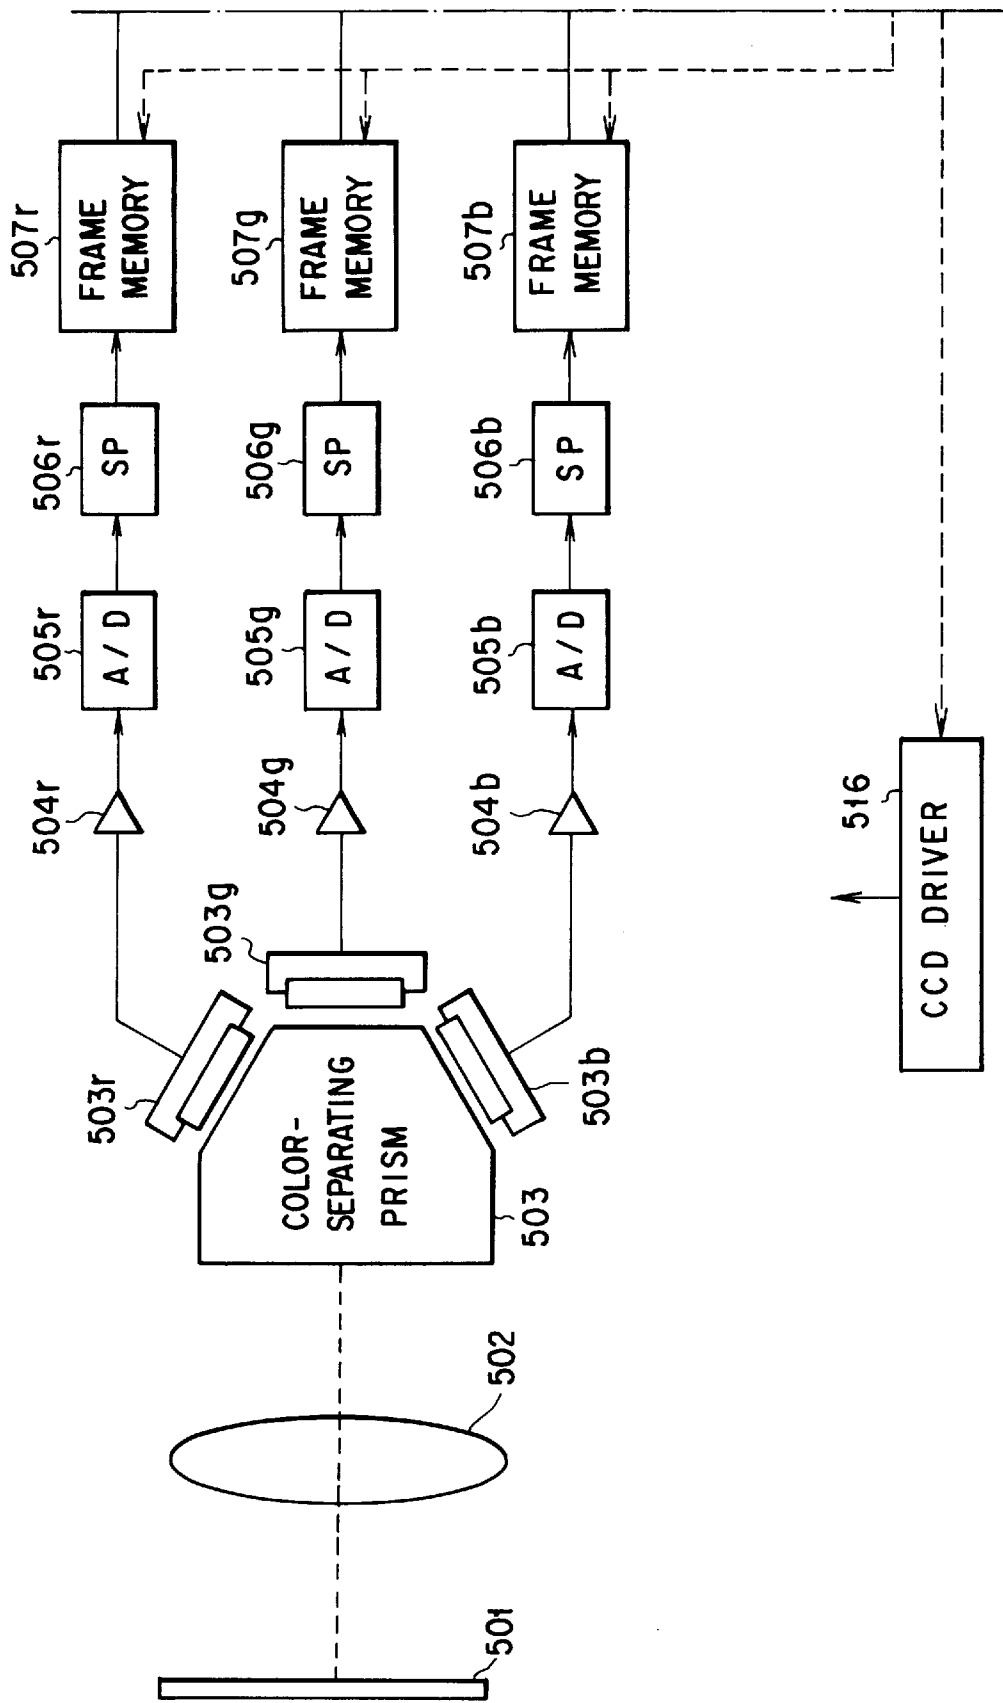 507r
FRAME
MEMORY
507g
FRAME
MEMORY
507b
FRAME
MEMORY
506r
SP
506g
SP
506b
SP
505r
A/D
505g
A/D
505b
A/D
504r
504g
504b
516
CCD DRIVER
503r
503g
503b
COLOR-
SEPARATING
PRISM
503
502
501